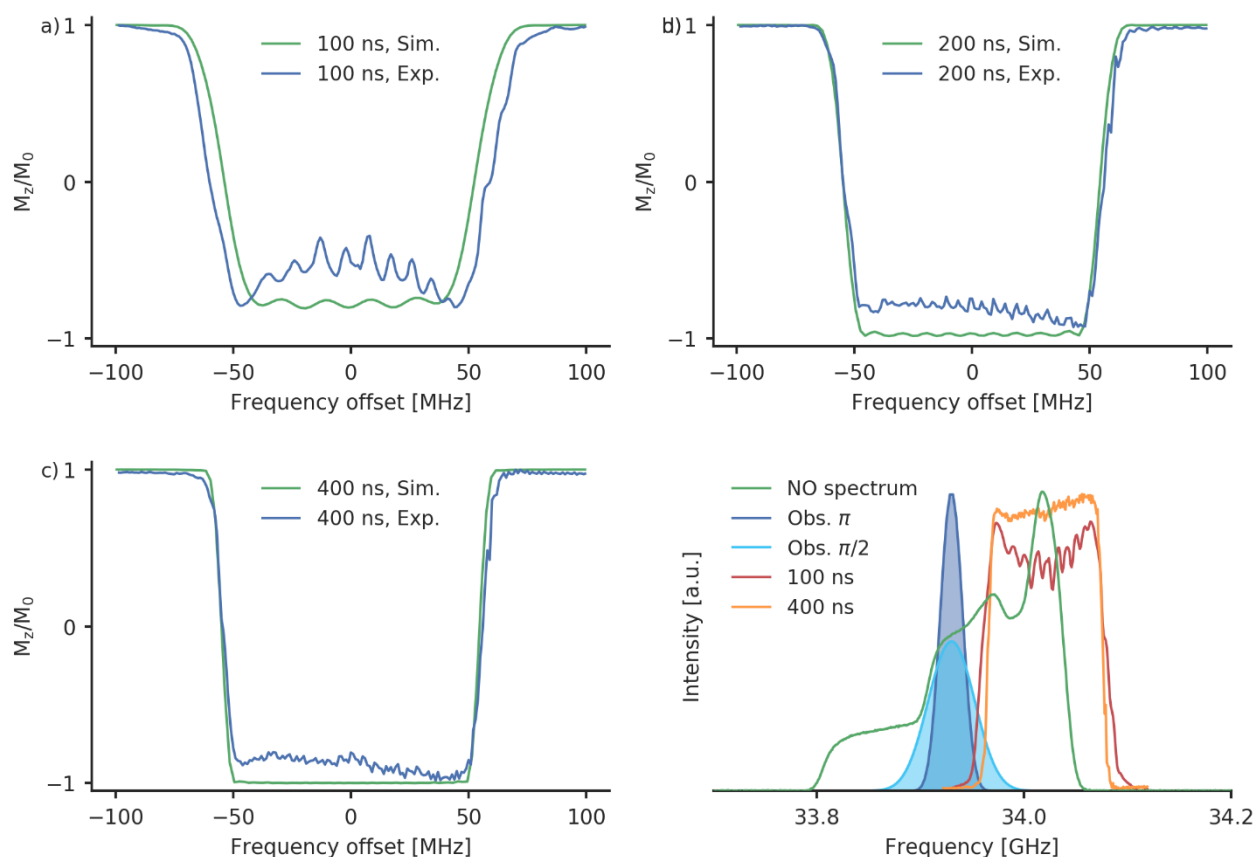 a)
1
0
−1
M_z/M_0
100 ns, Sim.
100 ns, Exp.
−100 −50 0 50 100
Frequency offset [MHz]
b)
1
0
−1
M_z/M_0
200 ns, Sim.
200 ns, Exp.
−100 −50 0 50 100
Frequency offset [MHz]
c)
1
0
−1
M_z/M_0
400 ns, Sim.
400 ns, Exp.
−100 −50 0 50 100
Frequency offset [MHz]
NO spectrum
Obs. π
Obs. π/2
100 ns
400 ns
Intensity [a.u.]
33.8 34.0 34.2
Frequency [GHz]